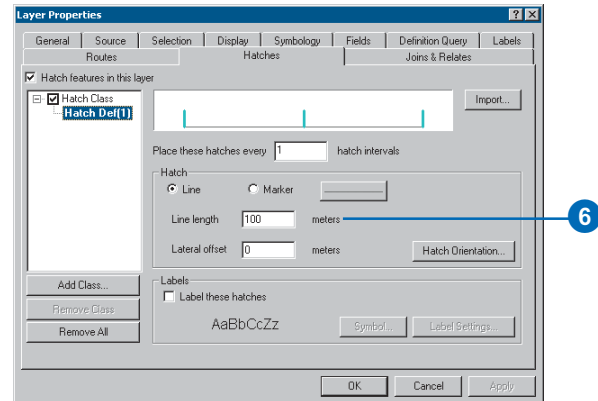 Layer Properties
General Source Selection Display Symbology Fields Definition Query Labels
Routes Hatches Joins & Relates
Hatch features in this layer
Hatch Class
Hatch Def(1)
Import...
Place these hatches every 1 hatch intervals
Hatch
Line Marker
Line length 100 meters
6
Lateral offset 0 meters
Hatch Orientation...
Add Class...
Remove Class
Remove All
Labels
Label these hatches
AaBbCcZz
Symbol...
Label Settings...
OK Cancel Apply